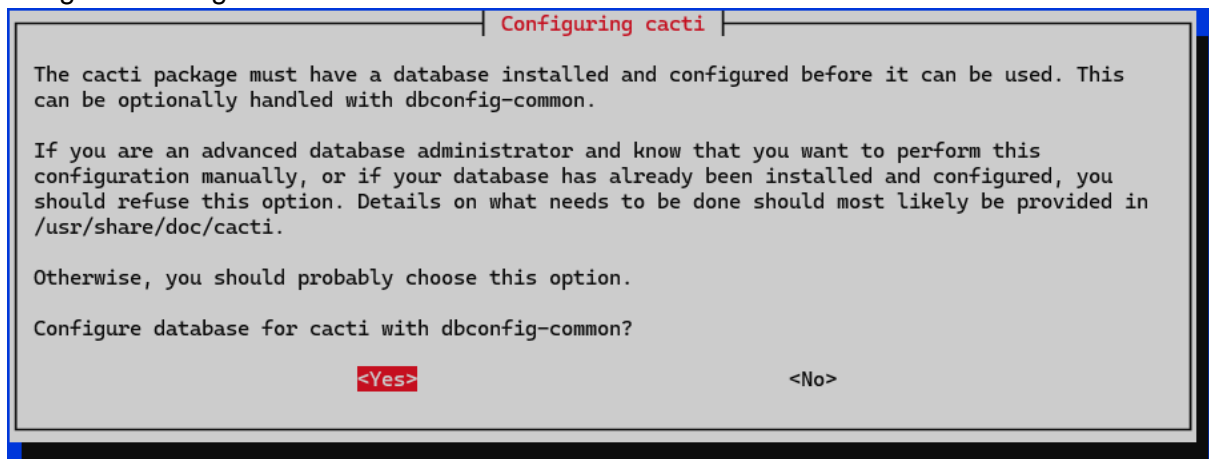 Configuring cacti
The cacti package must have a database installed and configured before it can be used. This
can be optionally handled with dbconfig-common.
If you are an advanced database administrator and know that you want to perform this
configuration manually, or if your database has already been installed and configured, you
should refuse this option. Details on what needs to be done should most likely be provided in
/usr/share/doc/cacti.
Otherwise, you should probably choose this option.
Configure database for cacti with dbconfig-common?
<Yes> <No>